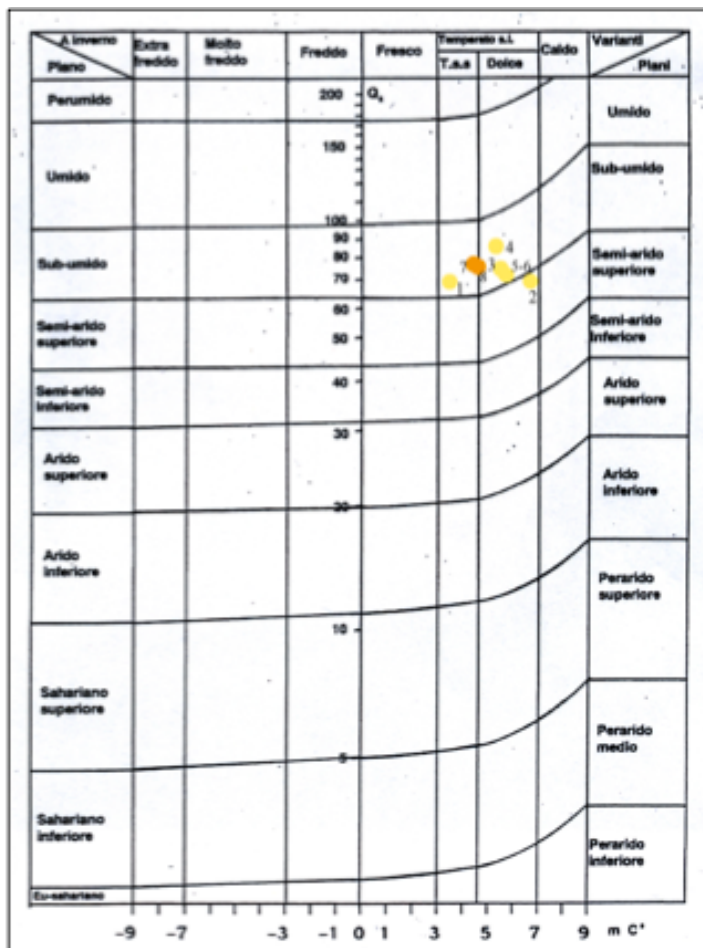 A inverno
Plano
Extra
freddo
Molto
freddo
Freddo
Fresco
Temperato s.l.
T.s.s
Dolce
Caldo
Varianti
Plani
Perumido
200
Q₂
Umido
150
Umido
Sub-umido
100
90
80
70
60
50
40
30
20
10
5
4
7
3
5-6
8
1
2
Sub-umido
Semi-arido
superiore
Semi-arido
superiore
Semi-arido
inferiore
Semi-arido
inferiore
Arido
superiore
Arido
superiore
Arido
inferiore
Arido
inferiore
Perarido
superiore
Sahariano
superiore
Perarido
medio
Sahariano
inferiore
Perarido
inferiore
Eu-sahariano
-9 -7 -3 -1 0 1 3 5 7 9 m C°